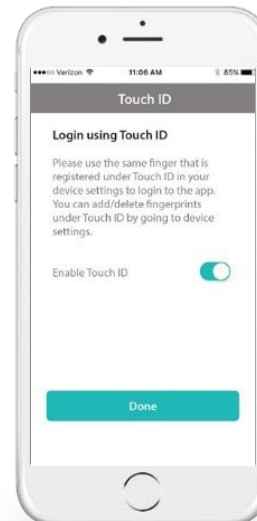 Verizon 11:06 AM 85%
Touch ID
Login using Touch ID
Please use the same finger that is
registered under Touch ID in your
device settings to login to the app.
You can add/delete fingerprints
under Touch ID by going to device
settings.
Enable Touch ID
Done